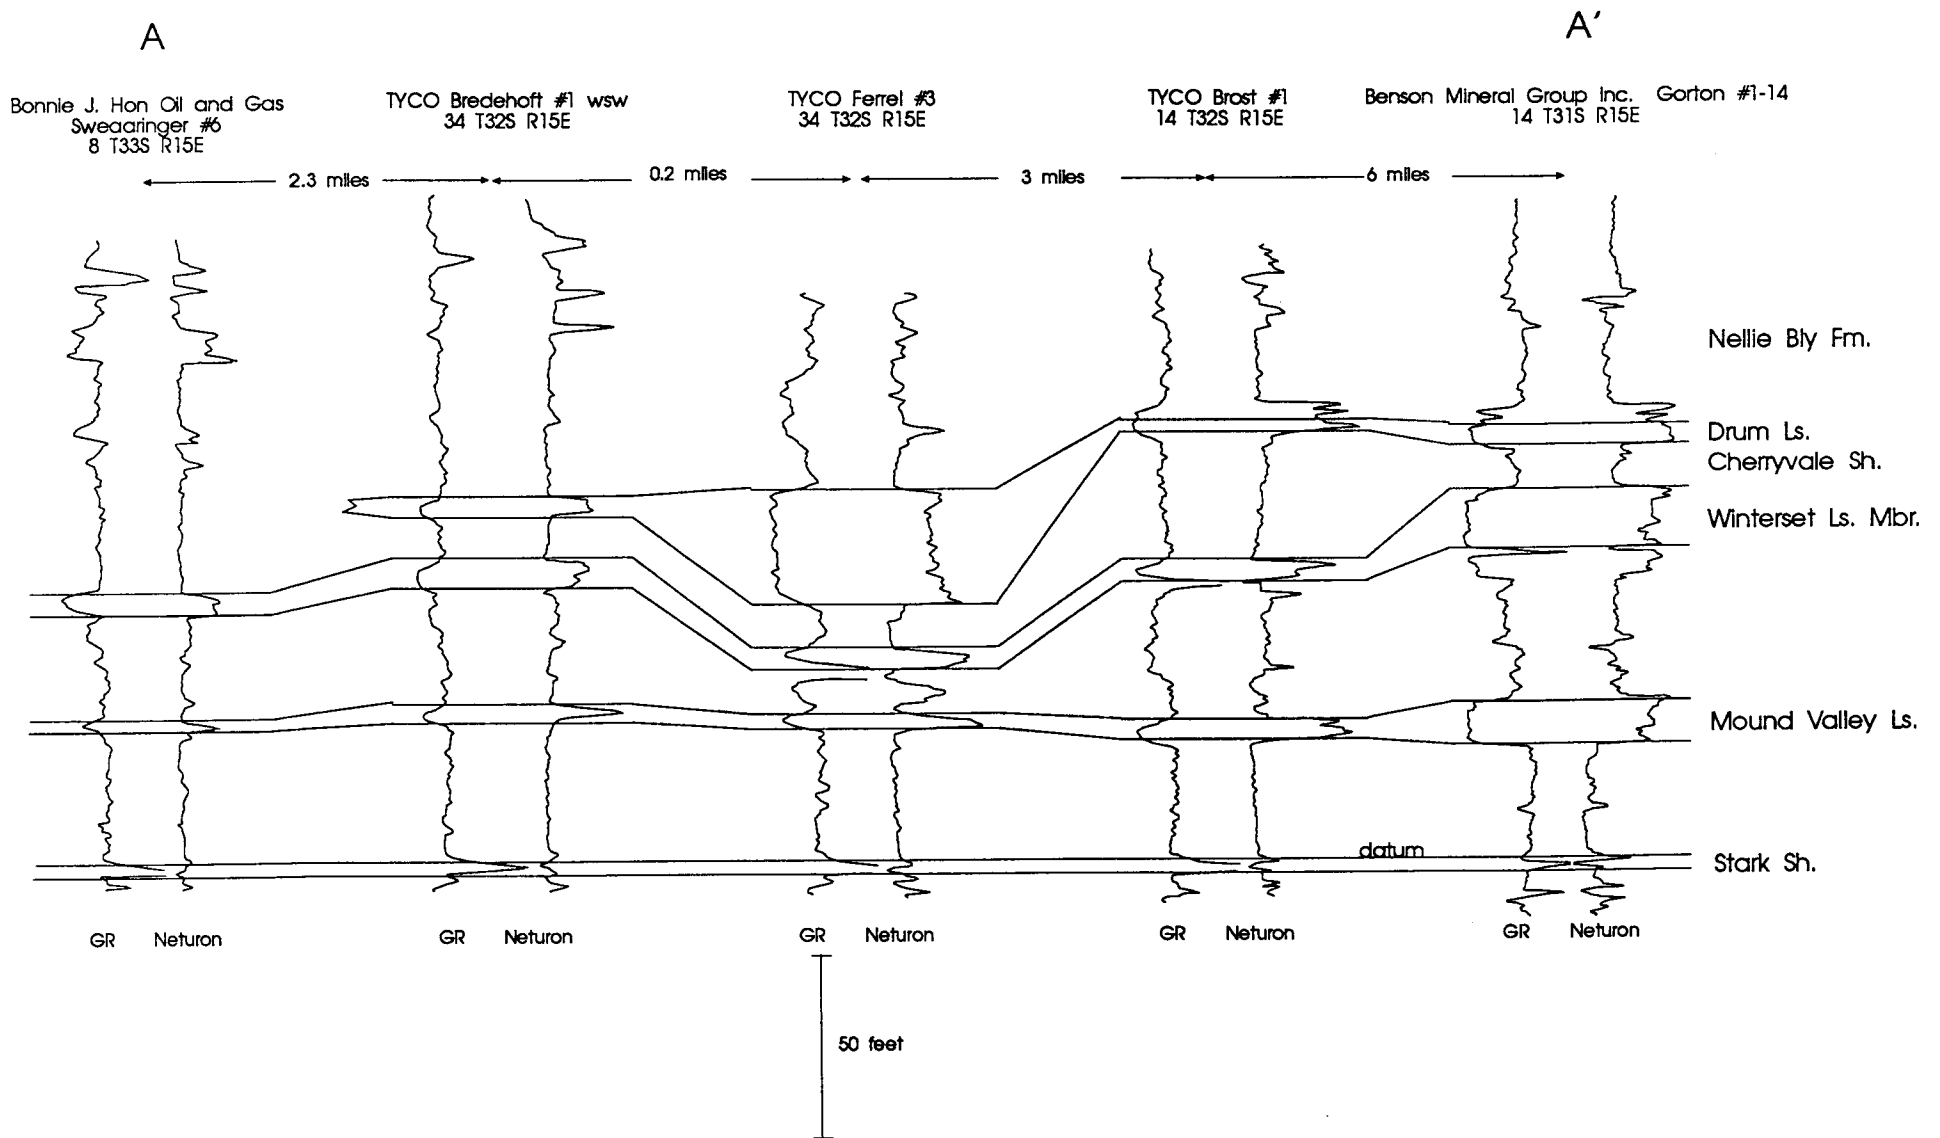 A
A'
Bonnie J. Hon Oil and Gas
Sweaaringer #6
8 T33S R15E
TYCO Bredehoft #1 wsw
34 T32S R15E
TYCO Ferrel #3
34 T32S R15E
TYCO Brost #1
14 T32S R15E
Benson Mineral Group Inc. Gorton #1-14
14 T31S R15E
2.3 miles
0.2 miles
3 miles
6 miles
Nellie Bly Fm.
Drum Ls.
Cherryvale Sh.
Winterset Ls. Mbr.
Mound Valley Ls.
datum
Stark Sh.
GR Neturon
GR Neturon
GR Neturon
GR Neturon
GR Neturon
50 feet